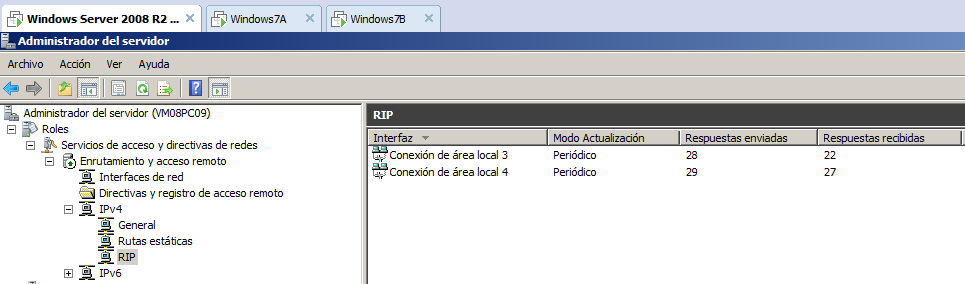 Windows Server 2008 R2 ... Windows7A Windows7B
Administrador del servidor
Archivo Acción Ver Ayuda
Administrador del servidor (VM08PC09)
Roles
Servicios de acceso y directivas de redes
Enrutamiento y acceso remoto
Interfaces de red
Directivas y registro de acceso remoto
IPv4
General
Rutas estáticas
RIP
IPv6
RIP
Interfaz Modo Actualización Respuestas enviadas Respuestas recibidas
Conexión de área local 3 Periódico 28 22
Conexión de área local 4 Periódico 29 27